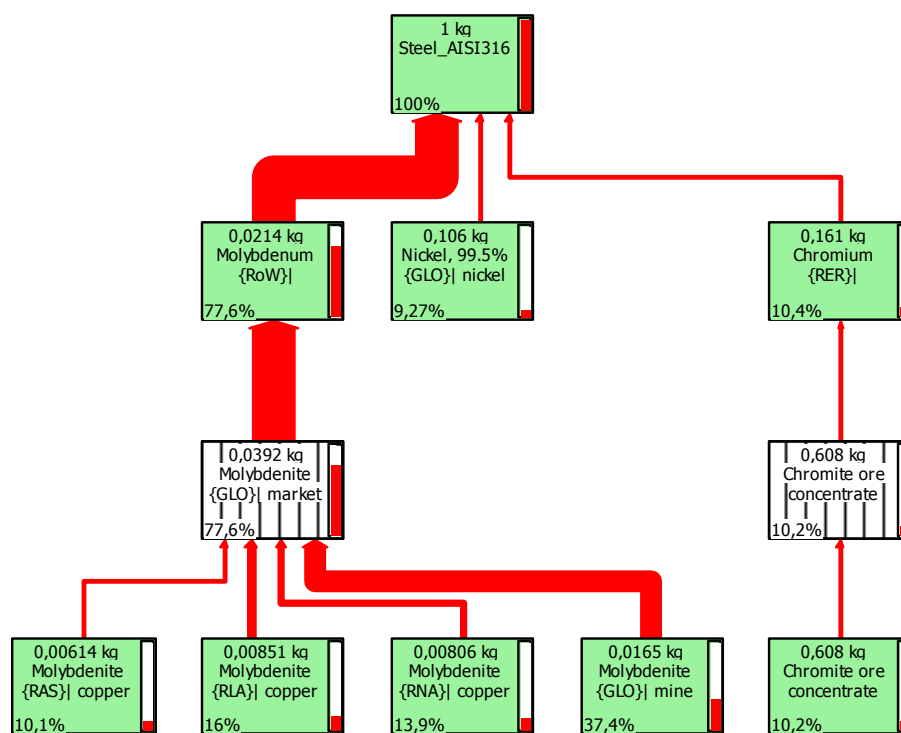 1 kg
Steel_AISI316
100%
0,0214 kg
Molybdenum
{RoW}|
77,6%
0,106 kg
Nickel, 99.5%
{GLO}| nickel
9,27%
0,161 kg
Chromium
{RER}|
10,4%
0,0392 kg
Molybdenite
{GLO}| market
77,6%
0,608 kg
Chromite ore
concentrate
10,2%
0,00614 kg
Molybdenite
{RAS}| copper
10,1%
0,00851 kg
Molybdenite
{RLA}| copper
16%
0,00806 kg
Molybdenite
{RNA}| copper
13,9%
0,0165 kg
Molybdenite
{GLO}| mine
37,4%
0,608 kg
Chromite ore
concentrate
10,2%